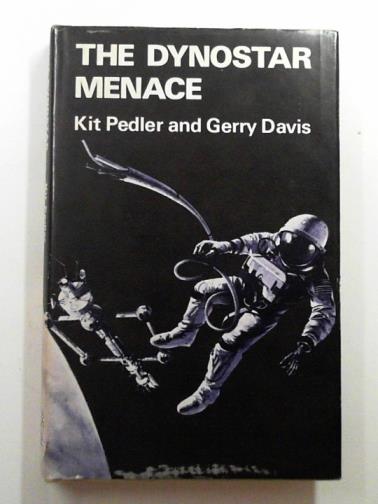 THE DYNOSTAR
MENACE
Kit Pedler and Gerry Davis